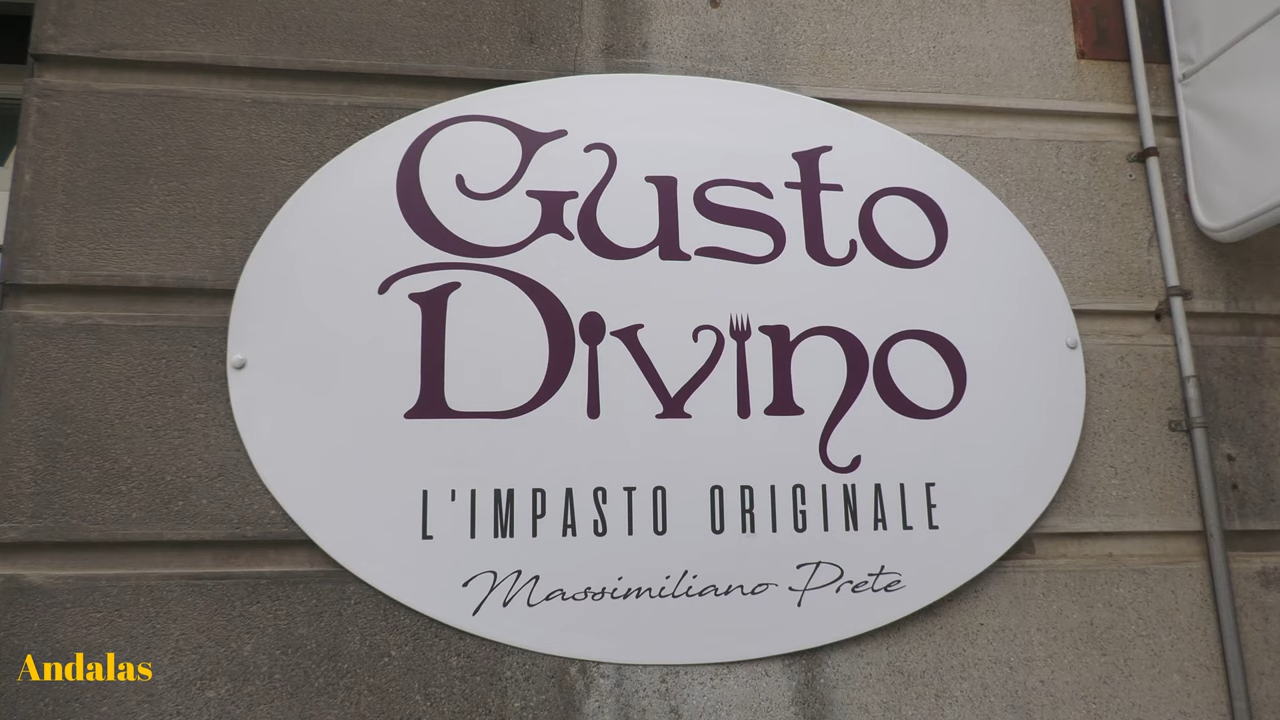 Gusto
Divino
L'IMPASTO ORIGINALE
Massimiliano Prete
Andalas